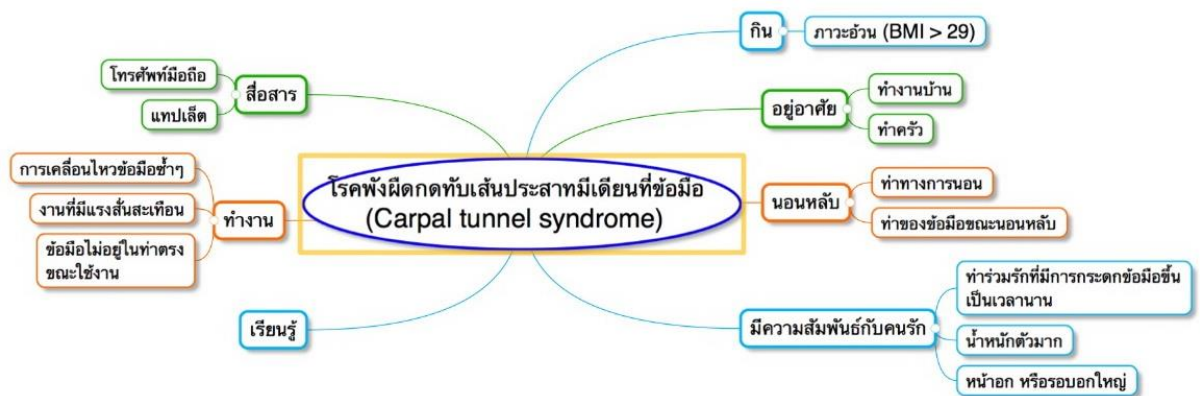 กิน
ภาวะอ้วน (BMI > 29)
อยู่อาศัย
ทำงานบ้าน
ทำครัว
นอนหลับ
ท่าทางการนอน
ท่าของข้อมือขณะนอนหลับ
มีความสัมพันธ์กับคนรัก
ท่าร่วมรักที่มีการกระดกข้อมือขึ้น
เป็นเวลานาน
น้ำหนักตัวมาก
หน้าอก หรือรอบอกใหญ่
โรคพังผืดกดทับเส้นประสาทมีเดียนที่ข้อมือ
(Carpal tunnel syndrome)
สื่อสาร
โทรศัพท์มือถือ
แทปเล็ต
ทำงาน
การเคลื่อนไหวข้อมือซ้ำๆ
งานที่มีแรงสั่นสะเทือน
ข้อมือไม่อยู่ในท่าตรง
ขณะใช้งาน
เรียนรู้